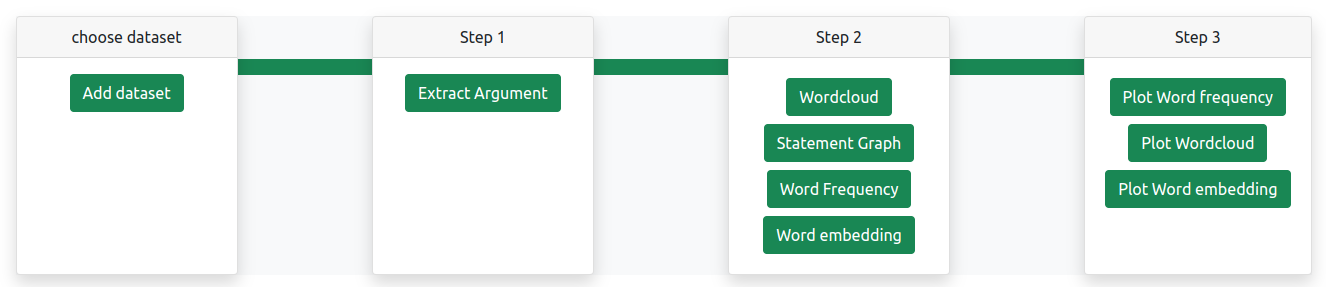 choose dataset
Add dataset
Step 1
Extract Argument
Step 2
Wordcloud
Statement Graph
Word Frequency
Word embedding
Step 3
Plot Word frequency
Plot Wordcloud
Plot Word embedding